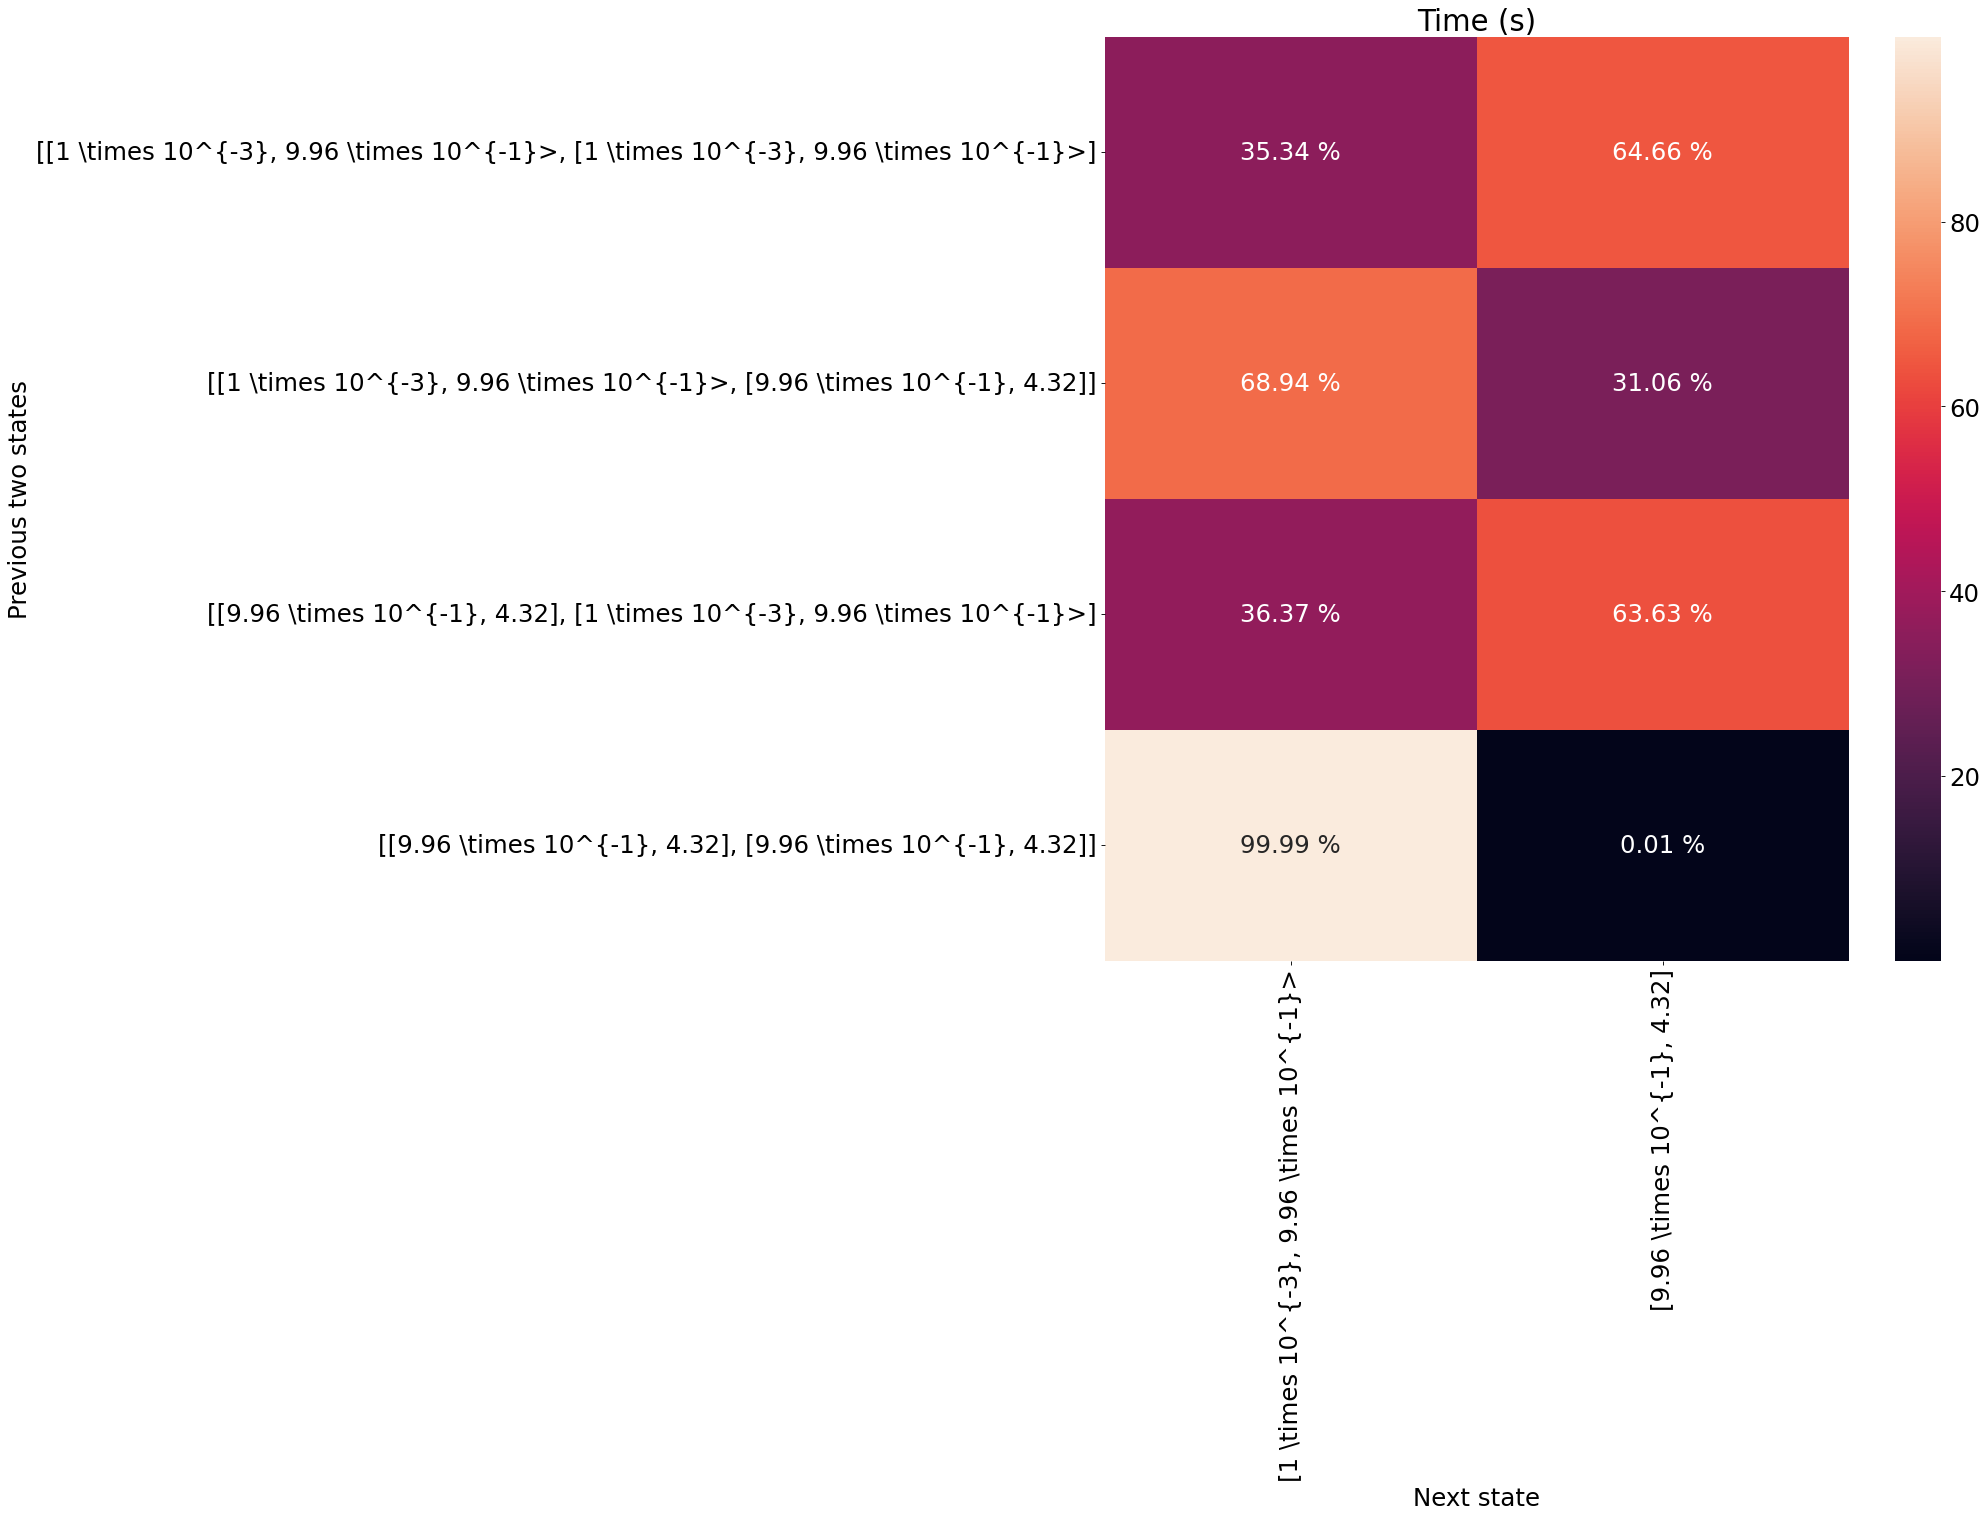 Time (s)
Previous two states
[[1 \times 10^{-3}, 9.96 \times 10^{-1}>, [1 \times 10^{-3}, 9.96 \times 10^{-1}>]
35.34 %
64.66 %
[[1 \times 10^{-3}, 9.96 \times 10^{-1}>, [9.96 \times 10^{-1}, 4.32]]
68.94 %
31.06 %
[[9.96 \times 10^{-1}, 4.32], [1 \times 10^{-3}, 9.96 \times 10^{-1}>]
36.37 %
63.63 %
[[9.96 \times 10^{-1}, 4.32], [9.96 \times 10^{-1}, 4.32]]
99.99 %
0.01 %
80
60
40
20
[1 \times 10^{-3}, 9.96 \times 10^{-1}>
[9.96 \times 10^{-1}, 4.32]
Next state